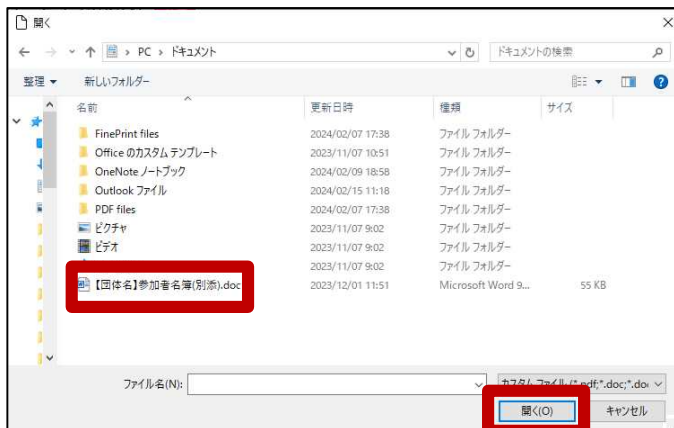 開く
PC › ドキュメント
ドキュメントの検索
整理 新しいフォルダー
名前 更新日時 種類 サイズ
FinePrint files 2024/02/07 17:38 ファイル フォルダー
Office のカスタム テンプレート 2023/11/07 10:51 ファイル フォルダー
OneNote ノートブック 2024/02/09 18:58 ファイル フォルダー
Outlook ファイル 2024/02/15 11:18 ファイル フォルダー
PDF files 2024/02/07 17:38 ファイル フォルダー
ピクチャ 2023/11/07 9:02 ファイル フォルダー
ビデオ 2023/11/07 9:02 ファイル フォルダー
2023/11/07 9:02 ファイル フォルダー
【団体名】参加者名簿(別添).doc 2023/12/01 11:51 Microsoft Word 9... 55 KB
ファイル名(N):
カスタム ファイル (*.pdf;*.doc;*.do
開く(O) キャンセル